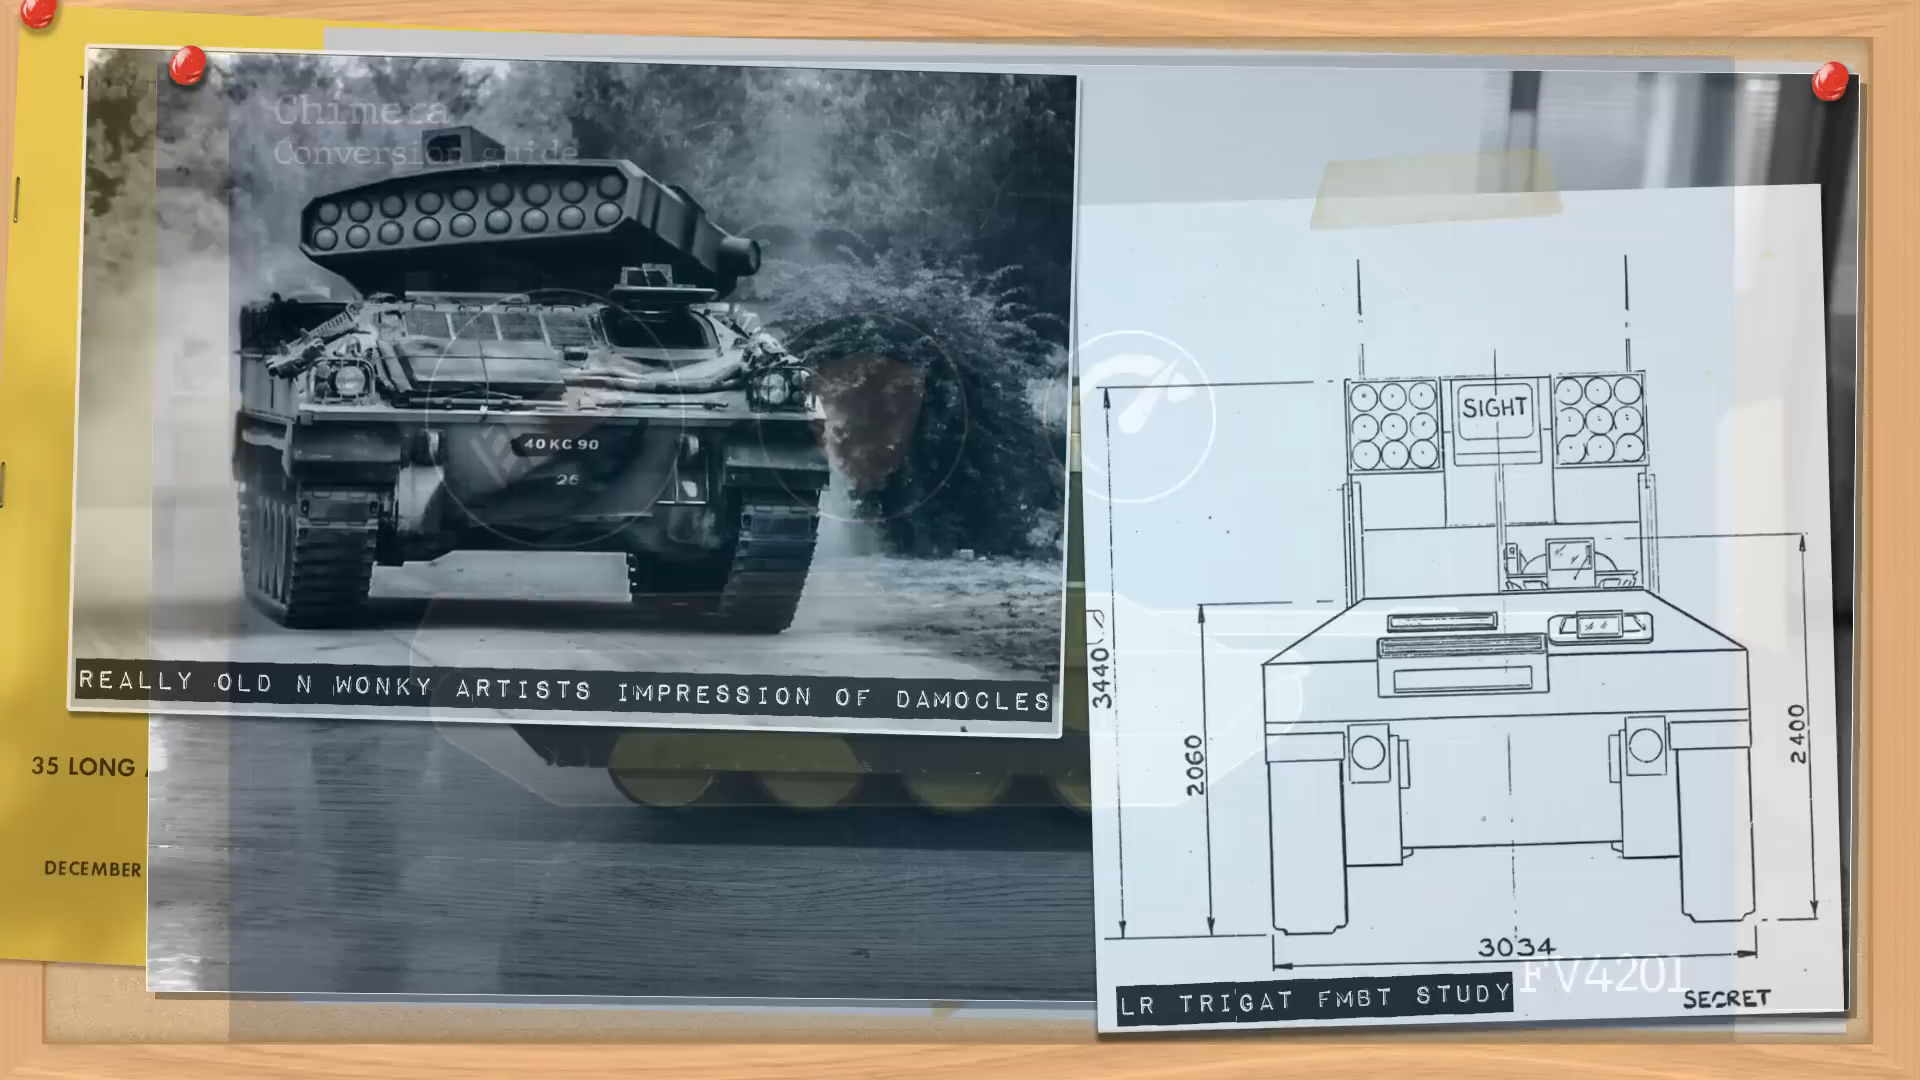 Chimera
Conversion guide
40 KG 90
26
REALLY OLD N WONKY ARTISTS IMPRESSION OF DAMOCLES
35 LONG
DECEMBER
SIGHT
3440
2060
2400
3034
FV4201
LR TRIGAT FMBT STUDY
SECRET